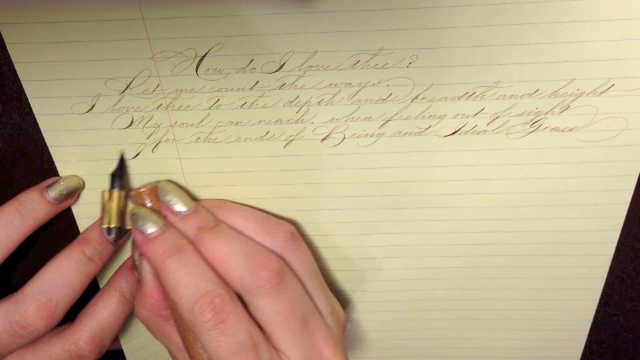 How do I love thee?
Let me count the ways.
I love thee to the depth and breadth and height
My soul can reach, when feeling out of sight
for the ends of Being and Ideal Grace
I